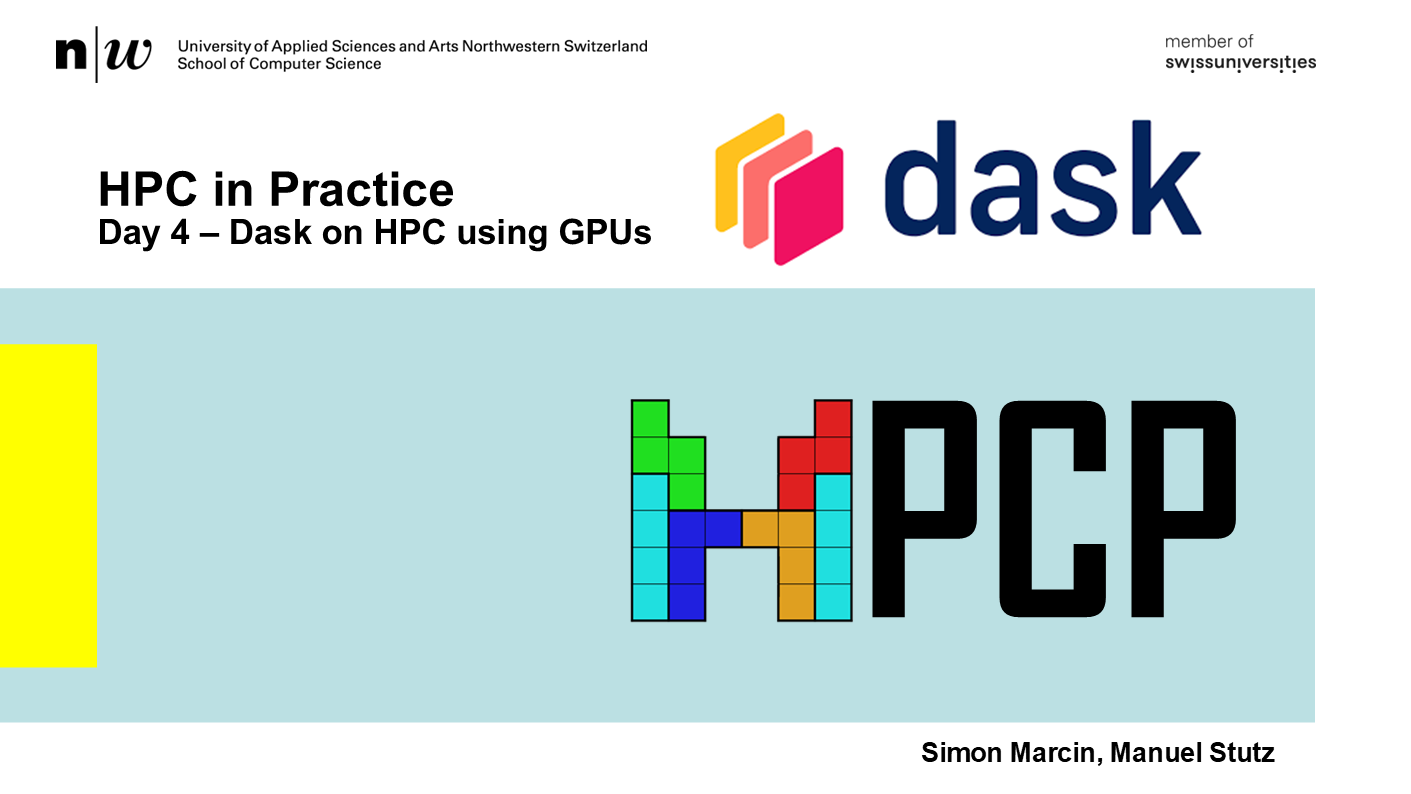 n|w University of Applied Sciences and Arts Northwestern Switzerland
School of Computer Science
member of
swissuniversities
dask
HPC in Practice
Day 4 – Dask on HPC using GPUs
HPCP
Simon Marcin, Manuel Stutz